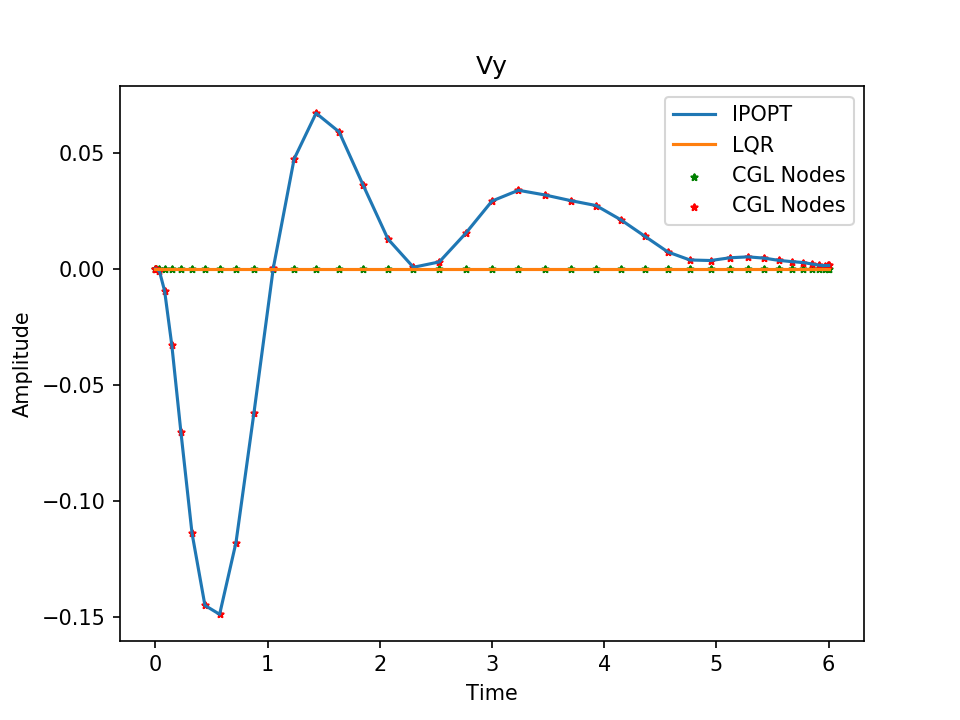 Vy
IPOPT
LQR
CGL Nodes
CGL Nodes
0.05
0.00
−0.05
−0.10
−0.15
Amplitude
0 1 2 3 4 5 6
Time